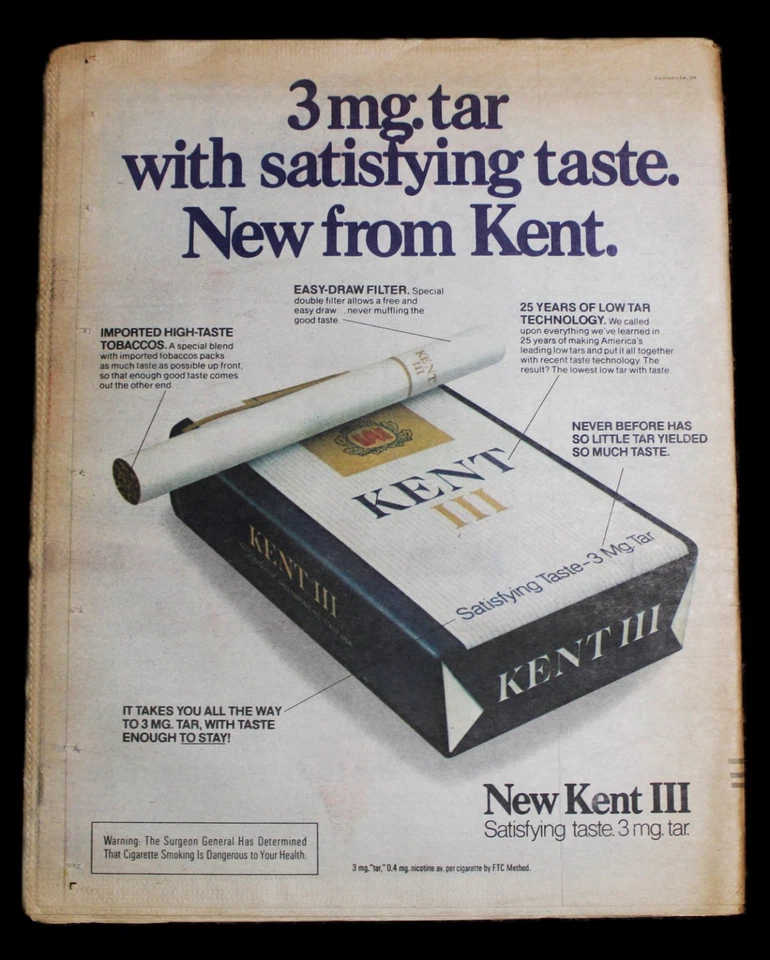 3 mg. tar
with satisfying taste.
New from Kent.
EASY-DRAW FILTER. Special
double filter allows a free and
easy draw... never muffling the
good taste.
IMPORTED HIGH-TASTE
TOBACCOS. A special blend
with imported tobaccos packs
as much taste as possible up front,
so that enough good taste comes
out the other end.
25 YEARS OF LOW TAR
TECHNOLOGY. We called
upon everything we've learned in
25 years of making America's
leading low tars and put it all together
with recent taste technology. The
result? The lowest low tar with taste.
NEVER BEFORE HAS
SO LITTLE TAR YIELDED
SO MUCH TASTE.
KENT
III
KENT
III
Satisfying Taste-3 Mg. Tar
KENT III
KENT III
IT TAKES YOU ALL THE WAY
TO 3 MG. TAR, WITH TASTE
ENOUGH TO STAY!
New Kent III
Satisfying taste. 3 mg. tar.
Warning: The Surgeon General Has Determined
That Cigarette Smoking Is Dangerous to Your Health.
3 mg. "tar," 0.4 mg. nicotine av. per cigarette by FTC Method.